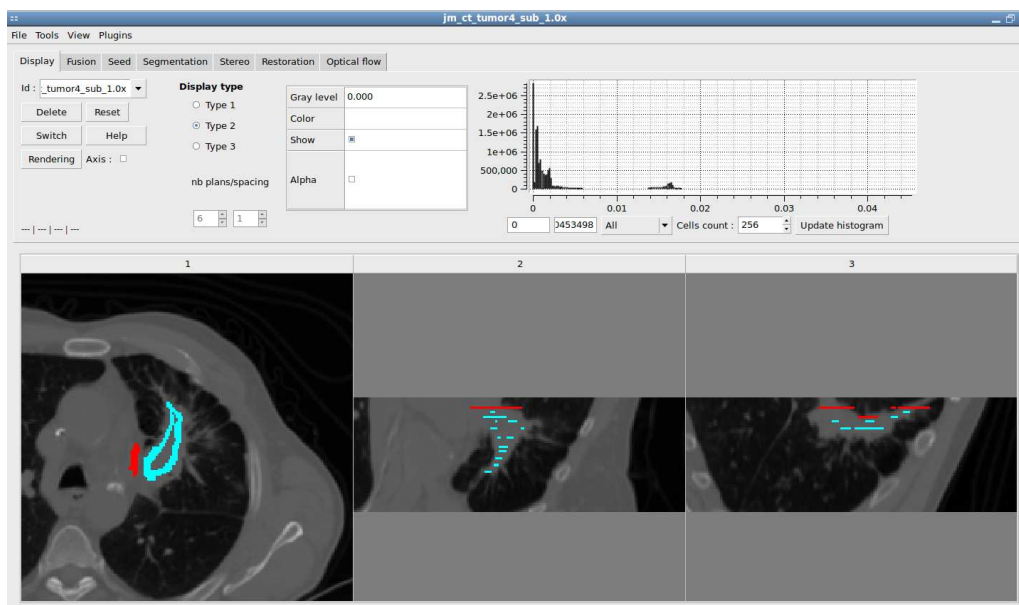 jm_ct_tumor4_sub_1.0x
File Tools View Plugins
Display Fusion Seed Segmentation Stereo Restoration Optical flow
Id : :_tumor4_sub_1.0x
Delete Reset
Switch Help
Rendering Axis :
--- | --- | --- | ---
Display type
Type 1
Type 2
Type 3
nb plans/spacing
6 1
Gray level 0.000
Color
Show
Alpha
2.5e+06
2e+06
1.5e+06
1e+06
500,000
0
0 0.01 0.02 0.03 0.04
0 0453498 All Cells count : 256 Update histogram
1 2 3